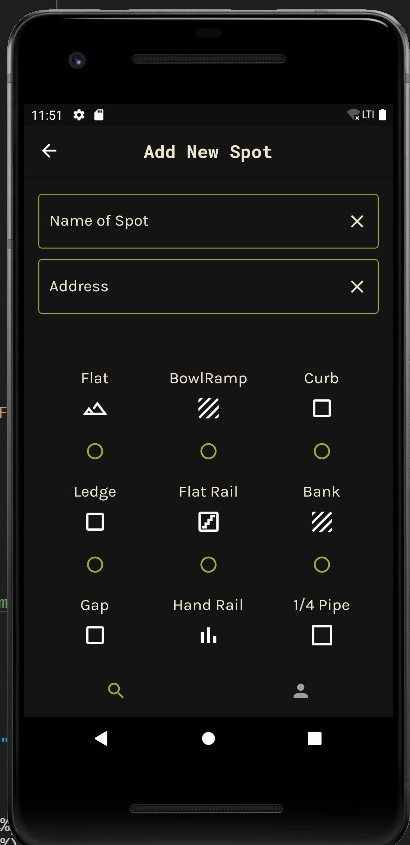 11:51
LTE
Add New Spot
Name of Spot
Address
Flat BowlRamp Curb
Ledge Flat Rail Bank
Gap Hand Rail 1/4 Pipe
F
m
"
%